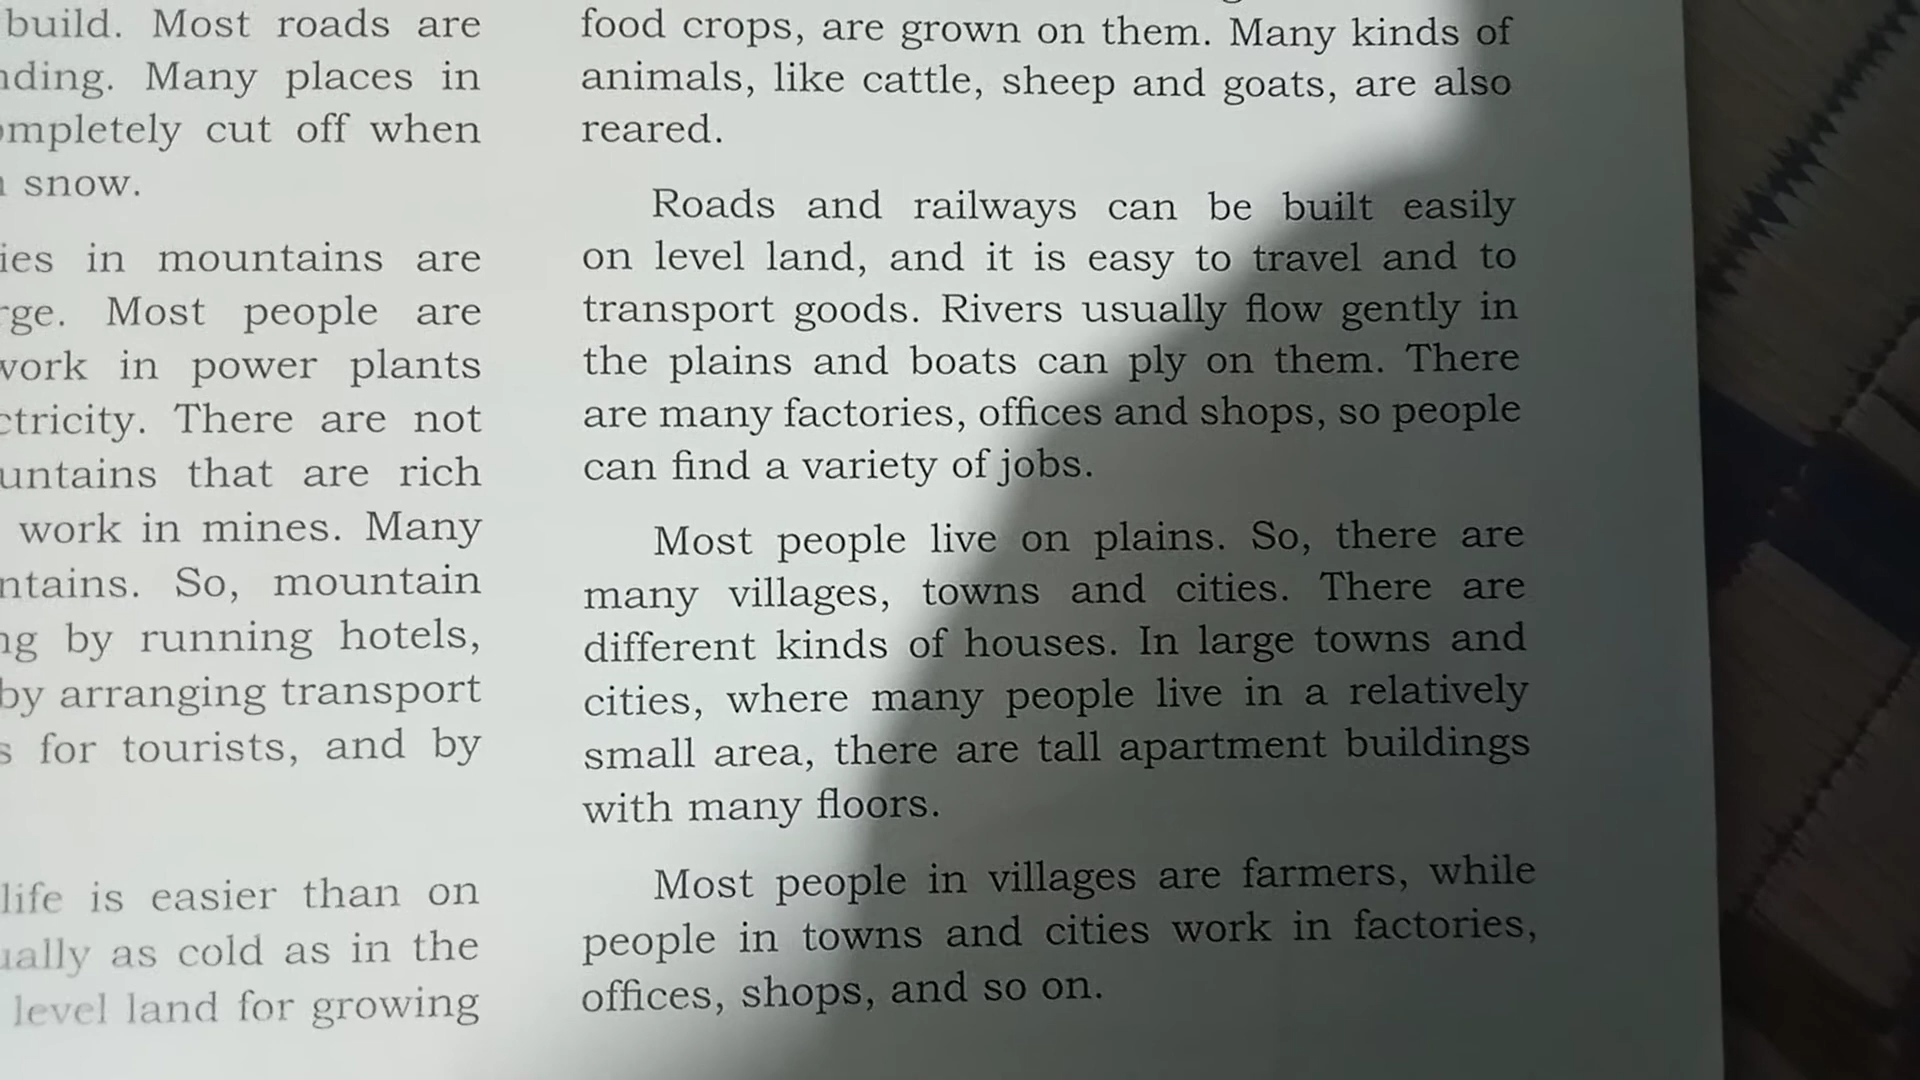 build. Most roads are
Many places in
cut off when
snow.
in mountains are
Most people are
in power plants
There are not
that are rich
work in mines. Many
So, mountain
by running hotels,
by arranging transport
for tourists, and by
life is easier than on
as cold as in the
level land for growing
food crops, are grown on them. Many kinds of
animals, like cattle, sheep and goats, are also
reared.
Roads and railways can be built easily
on level land, and it is easy to travel and to
transport goods. Rivers usually flow gently in
the plains and boats can ply on them. There
are many factories, offices and shops, so people
can find a variety of jobs.
Most people live on plains. So, there are
many villages, towns and cities. There are
different kinds of houses. In large towns and
cities, where many people live in a relatively
small area, there are tall apartment buildings
with many floors.
Most people in villages are farmers, while
people in towns and cities work in factories,
offices, shops, and so on.